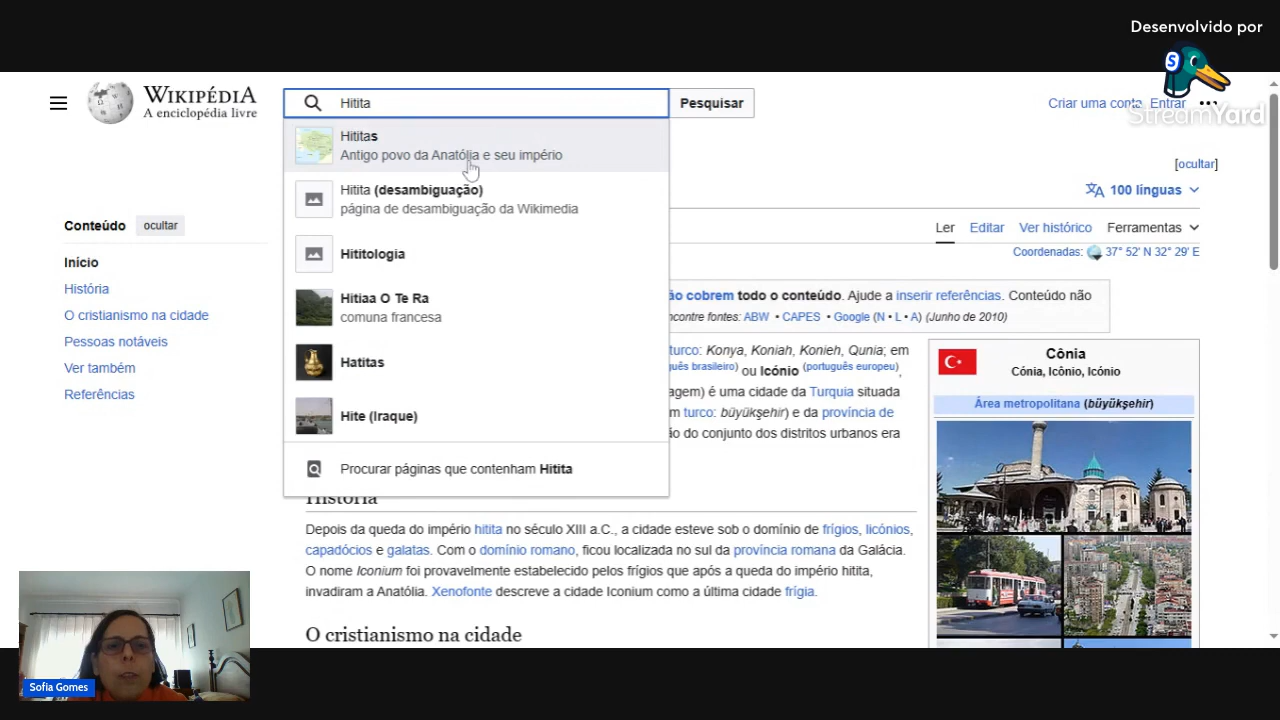 Desenvolvido por
StreamYard
WIKIPÉDIA
A enciclopédia livre
Hitita
Pesquisar
Criar uma conta Entrar
Hititas
Antigo povo da Anatólia e seu império
Hitita (desambiguação)
página de desambiguação da Wikimedia
Hititologia
Hitiaa O Te Ra
comuna francesa
Hatitas
Hite (Iraque)
Procurar páginas que contenham Hitita
[ocultar]
100 línguas
Conteúdo ocultar
Início
História
O cristianismo na cidade
Pessoas notáveis
Ver também
Referências
Ler Editar Ver histórico Ferramentas
Coordenadas: 37° 52' N 32° 29' E
cobrem todo o conteúdo. Ajude a inserir referências. Conteúdo não
fontes: ABW • CAPES • Google (N • L • A) (Junho de 2010)
turco: Konya, Koniah, Konieh, Qunia; em
brasileiro) ou Icónio (português europeu),
é uma cidade da Turquia situada
turco: büyükşehir) e da província de
do conjunto dos distritos urbanos era
História
Depois da queda do império hitita no século XIII a.C., a cidade esteve sob o domínio de frígios, licónios,
capadócios e galatas. Com o domínio romano, ficou localizada no sul da província romana da Galácia.
O nome Iconium foi provavelmente estabelecido pelos frígios que após a queda do império hitita,
invadiram a Anatólia. Xenofonte descreve a cidade Iconium como a última cidade frígia.
O cristianismo na cidade
Cônia
Cónia, Icônio, Icónio
Área metropolitana (büyükşehir)
Sofia Gomes